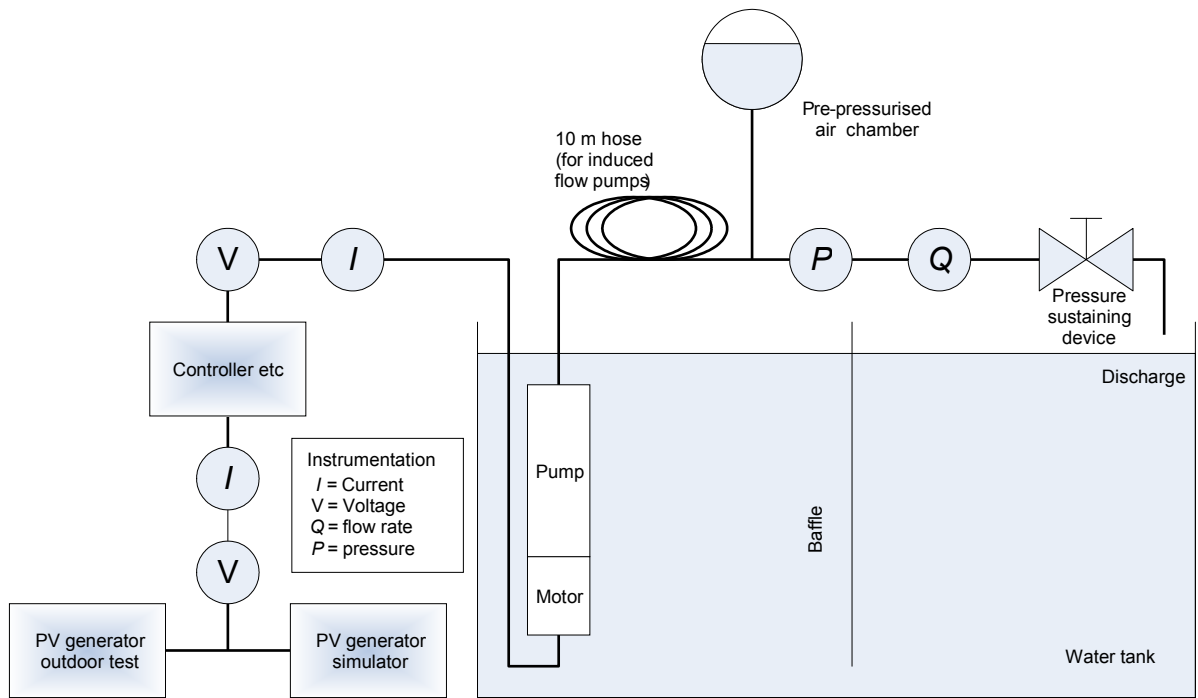 Pre-pressurised
air chamber
10 m hose
(for induced
flow pumps)
V
I
P
Q
Pressure
sustaining
device
Controller etc
Discharge
I
Instrumentation
I = Current
V = Voltage
Q = flow rate
P = pressure
Pump
Baffle
V
Motor
PV generator
outdoor test
PV generator
simulator
Water tank